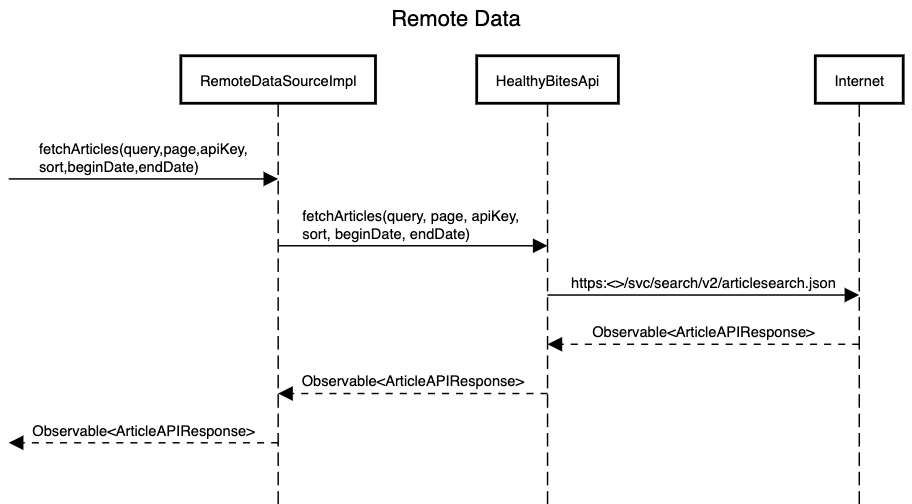 Remote Data
RemoteDataSourceImpl
HealthyBitesApi
Internet
fetchArticles(query,page,apiKey,
sort,beginDate,endDate)
fetchArticles(query, page, apiKey,
sort, beginDate, endDate)
https:<>/svc/search/v2/articlesearch.json
Observable<ArticleAPIResponse>
Observable<ArticleAPIResponse>
Observable<ArticleAPIResponse>